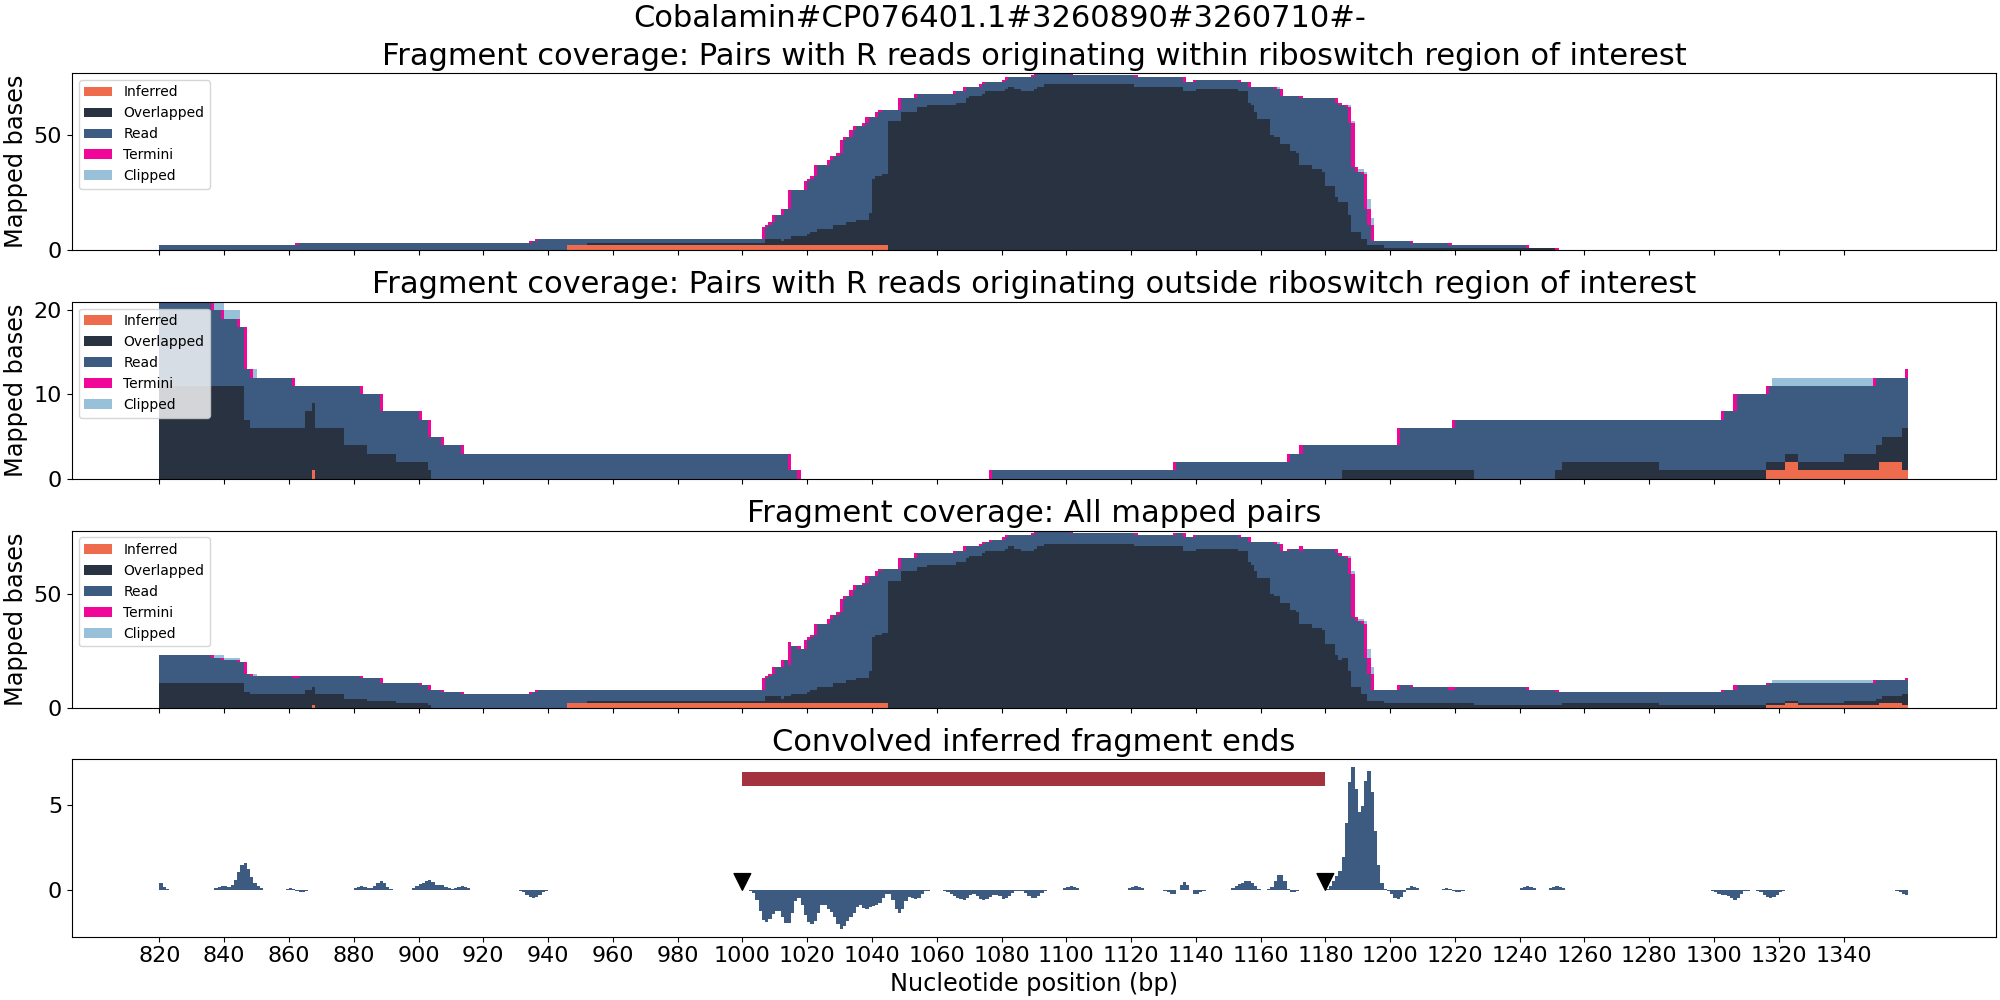 Cobalamin#CP076401.1#3260890#3260710#-
Fragment coverage: Pairs with R reads originating within riboswitch region of interest
Mapped bases
50
0
Inferred
Overlapped
Read
Termini
Clipped
Fragment coverage: Pairs with R reads originating outside riboswitch region of interest
Mapped bases
20
10
0
Inferred
Overlapped
Read
Termini
Clipped
Fragment coverage: All mapped pairs
Mapped bases
50
0
Inferred
Overlapped
Read
Termini
Clipped
Convolved inferred fragment ends
5
0
820 840 860 880 900 920 940 960 980 1000 1020 1040 1060 1080 1100 1120 1140 1160 1180 1200 1220 1240 1260 1280 1300 1320 1340
Nucleotide position (bp)